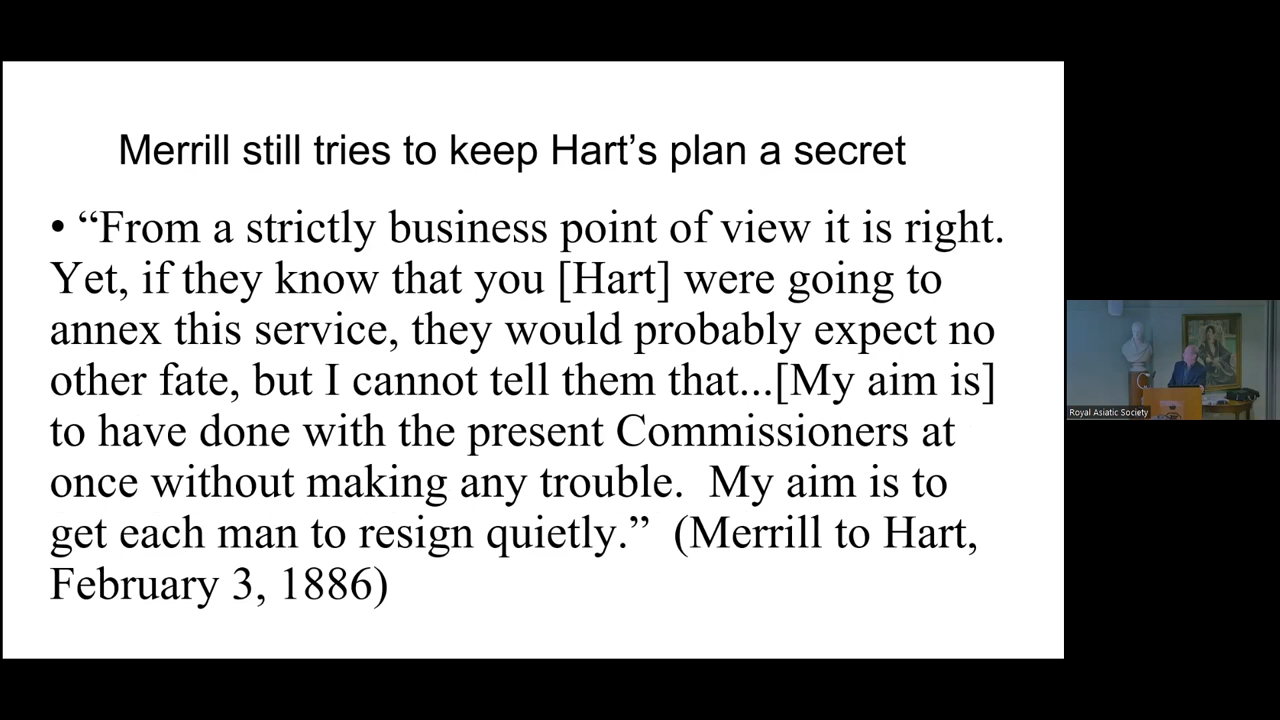 Merrill still tries to keep Hart’s plan a secret
• “From a strictly business point of view it is right.
Yet, if they know that you [Hart] were going to
annex this service, they would probably expect no
other fate, but I cannot tell them that...[My aim is]
to have done with the present Commissioners at
once without making any trouble.  My aim is to
get each man to resign quietly.”  (Merrill to Hart,
February 3, 1886)
Royal Asiatic Society